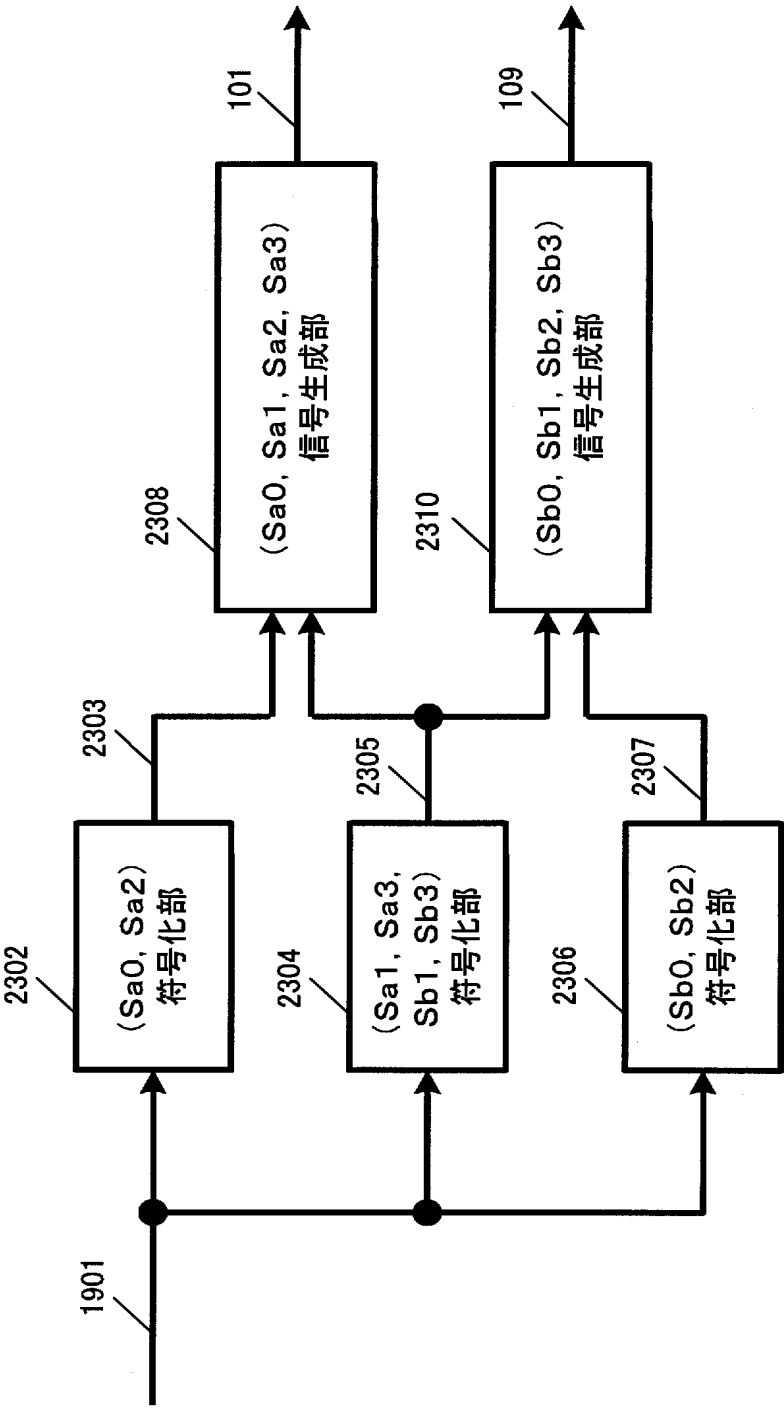 1901
2302
(Sa0, Sa2)
符号化部
2303
2304
(Sa1, Sa3,
Sb1, Sb3)
符号化部
2305
2306
(Sb0, Sb2)
符号化部
2307
2308
(Sa0, Sa1, Sa2, Sa3)
信号生成部
101
2310
(Sb0, Sb1, Sb2, Sb3)
信号生成部
109